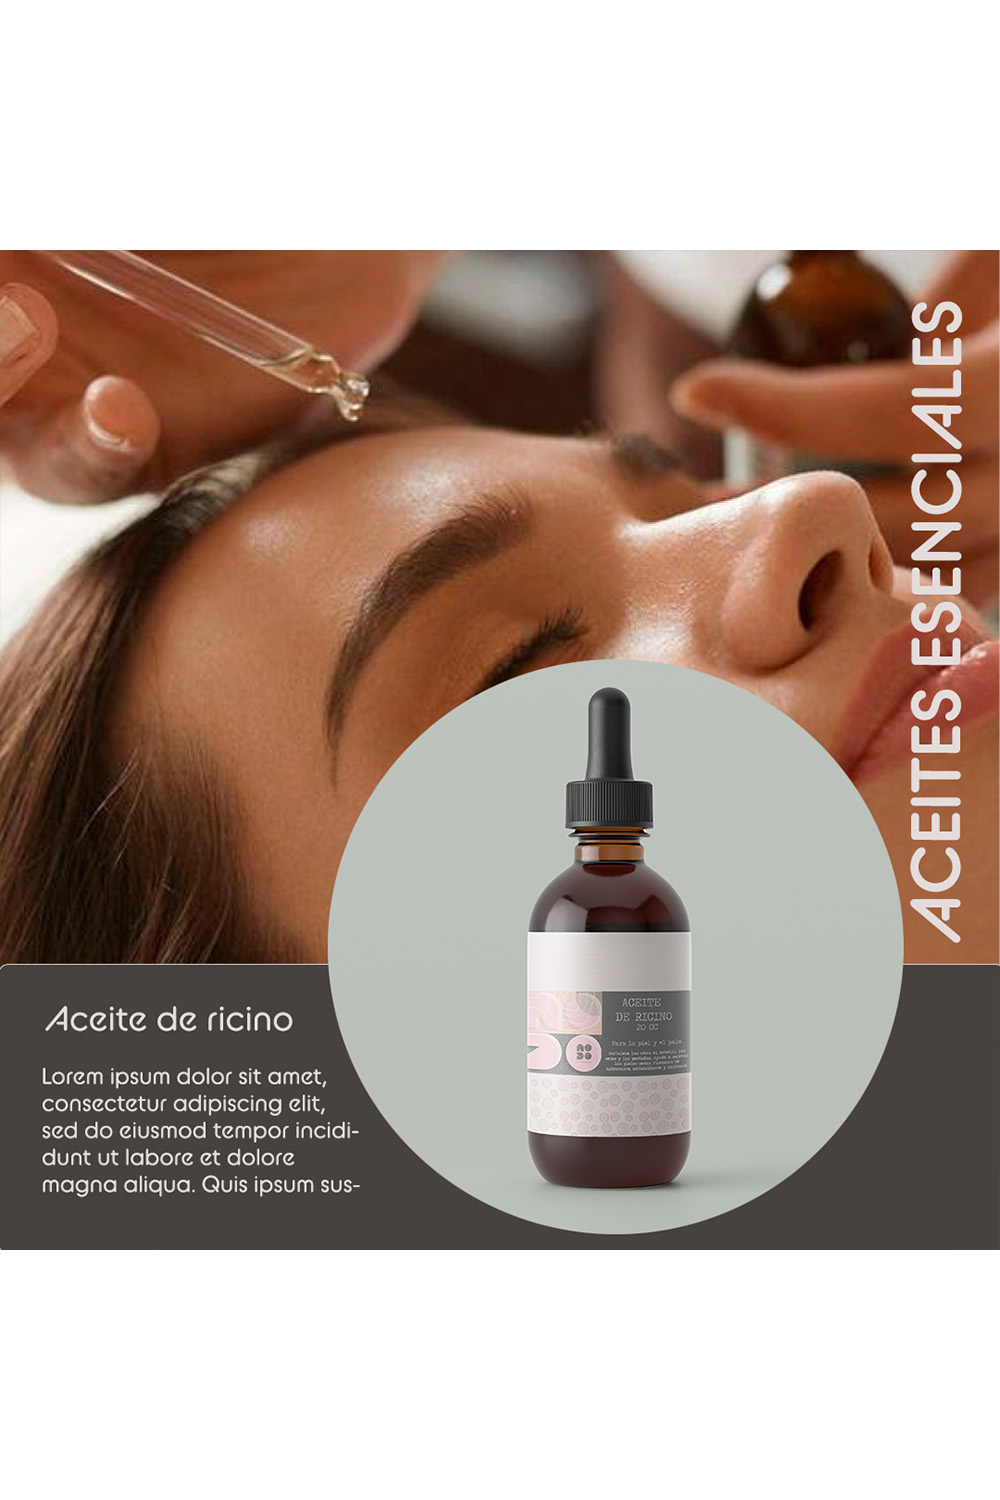 ACEITES ESENCIALES
Aceite de ricino
Lorem ipsum dolor sit amet,
consectetur adipiscing elit,
sed do eiusmod tempor incidi-
dunt ut labore et dolore
magna aliqua. Quis ipsum sus-
ACEITE
DE RICINO
20 CC
Para la piel y el pelo.